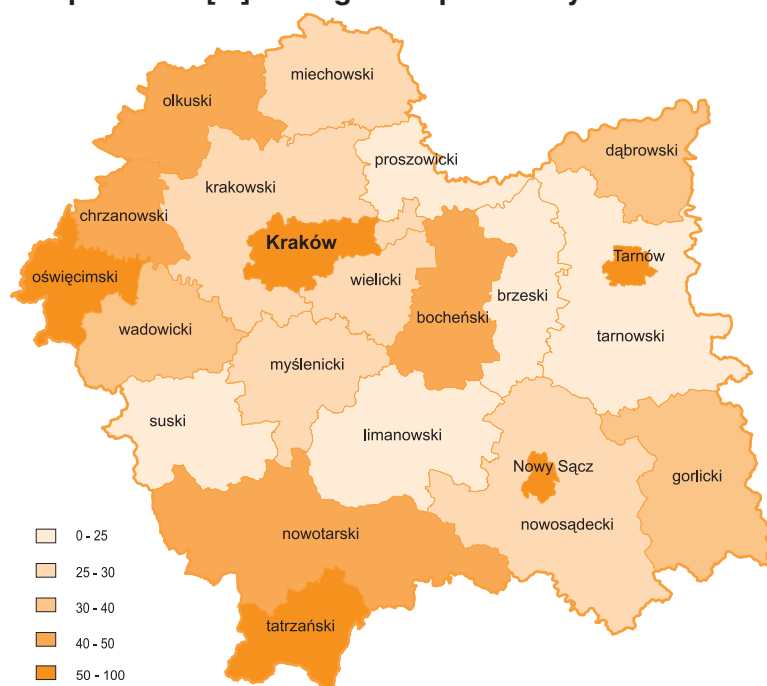 miechowski
olkuski
dąbrowski
proszowicki
krakowski
chrzanowski
Kraków
Tarnów
oświęcimski
wielicki
brzeski
bocheński
wadowicki
tarnowski
myślenicki
suski
limanowski
Nowy Sącz
gorlicki
nowosądecki
nowotarski
tatrzański
0 - 25
25 - 30
30 - 40
40 - 50
50 - 100